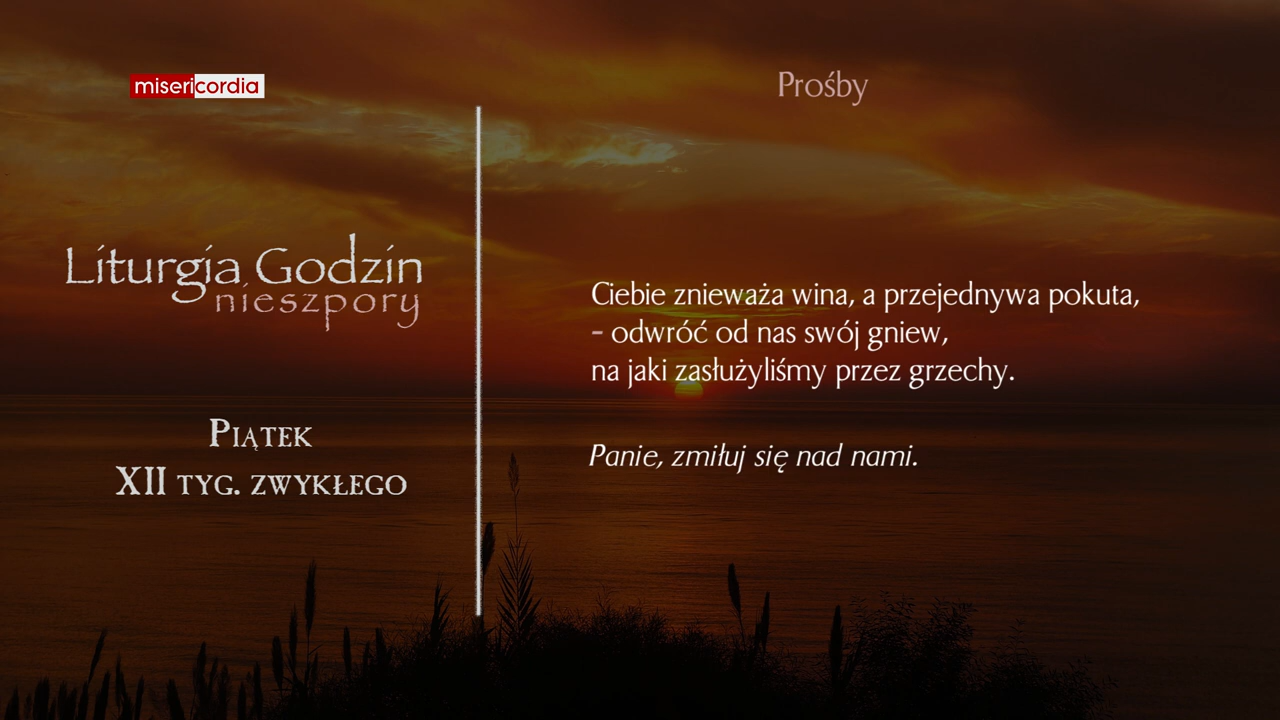 misericordia
Prośby
Liturgia Godzin
nieszpory
Ciebie znieważa wina, a przejednywa pokuta,
- odwróć od nas swój gniew,
na jaki zasłużyliśmy przez grzechy.
Piątek
XII tyg. zwykłego
Panie, zmiłuj się nad nami.